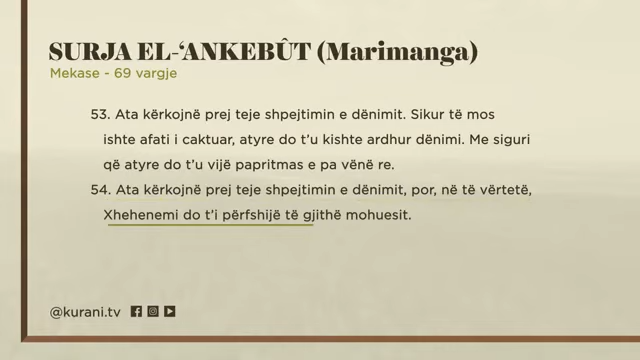 SURJA EL-‘ANKEBÛT (Marimanga)
Mekase - 69 vargje
53. Ata kërkojnë prej teje shpejtimin e dënimit. Sikur të mos
ishte afati i caktuar, atyre do t’u kishte ardhur dënimi. Me siguri
që atyre do t’u vijë papritmas e pa vënë re.
54. Ata kërkojnë prej teje shpejtimin e dënimit, por, në të vërtetë,
Xhehenemi do t’i përfshijë të gjithë mohuesit.
@kurani.tv